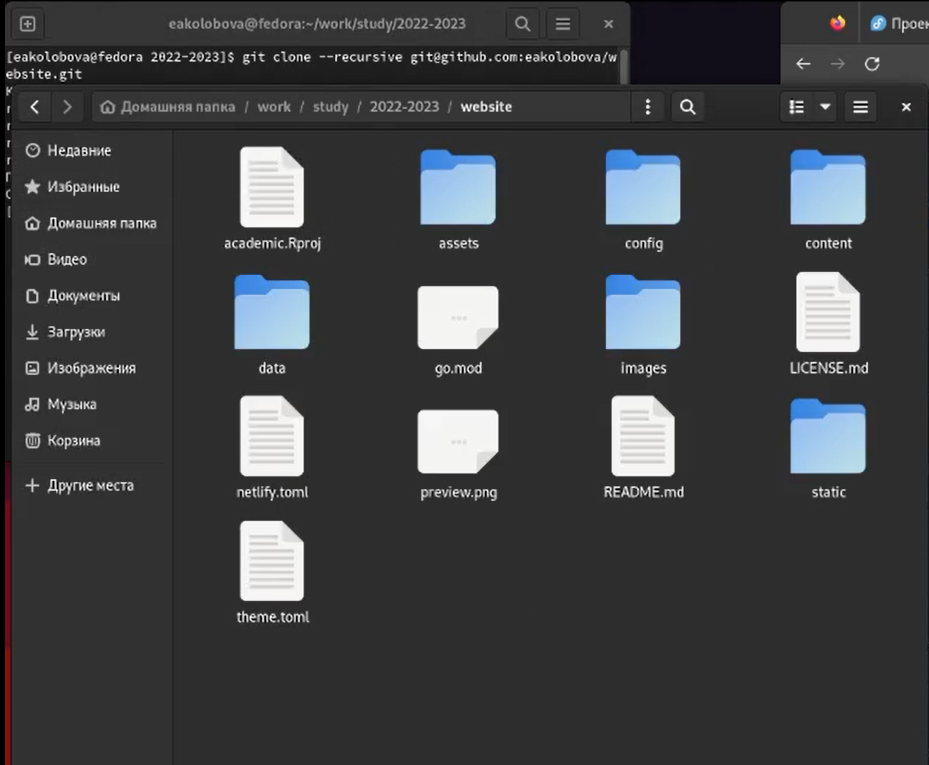 eakolobova@fedora:~/work/study/2022-2023
Прое
[eakolobova@fedora 2022-2023]$ git clone --recursive git@github.com:eakolobova/w
ebsite.git
Домашняя папка / work / study / 2022-2023 / website
Недавние
Избранные
Домашняя папка
Видео
Документы
Загрузки
Изображения
Музыка
Корзина
Другие места
academic.Rproj
assets
config
content
data
go.mod
images
LICENSE.md
netlify.toml
preview.png
README.md
static
theme.toml